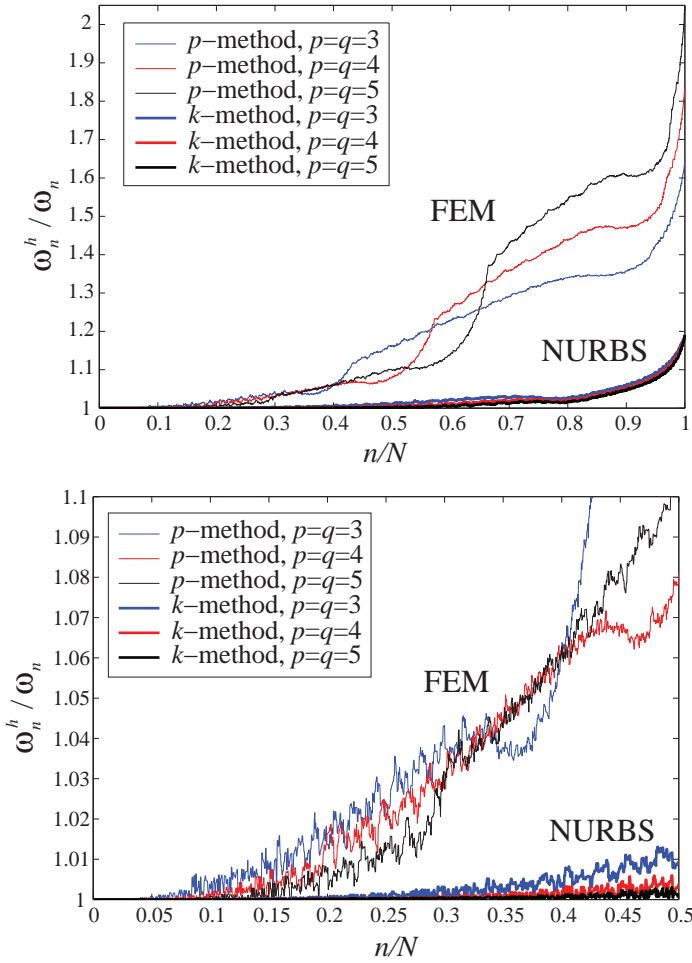 2
1.9
1.8
1.7
1.6
1.5
1.4
1.3
1.2
1.1
1
ω_n^h / ω_n
p−method, p=q=3
p−method, p=q=4
p−method, p=q=5
k−method, p=q=3
k−method, p=q=4
k−method, p=q=5
FEM
NURBS
0 0.1 0.2 0.3 0.4 0.5 0.6 0.7 0.8 0.9 1
n/N
1.1
1.09
1.08
1.07
1.06
1.05
1.04
1.03
1.02
1.01
1
ω_n^h / ω_n
p−method, p=q=3
p−method, p=q=4
p−method, p=q=5
k−method, p=q=3
k−method, p=q=4
k−method, p=q=5
FEM
NURBS
0 0.05 0.1 0.15 0.2 0.25 0.3 0.35 0.4 0.45 0.5
n/N